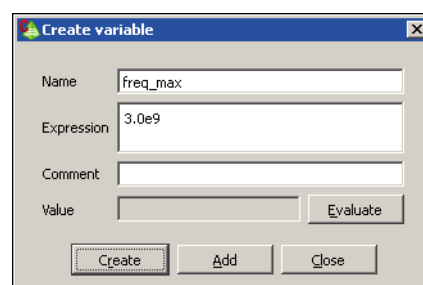 Create variable
Name freq_max
Expression 3.0e9
Comment
Value Evaluate
Create Add Close